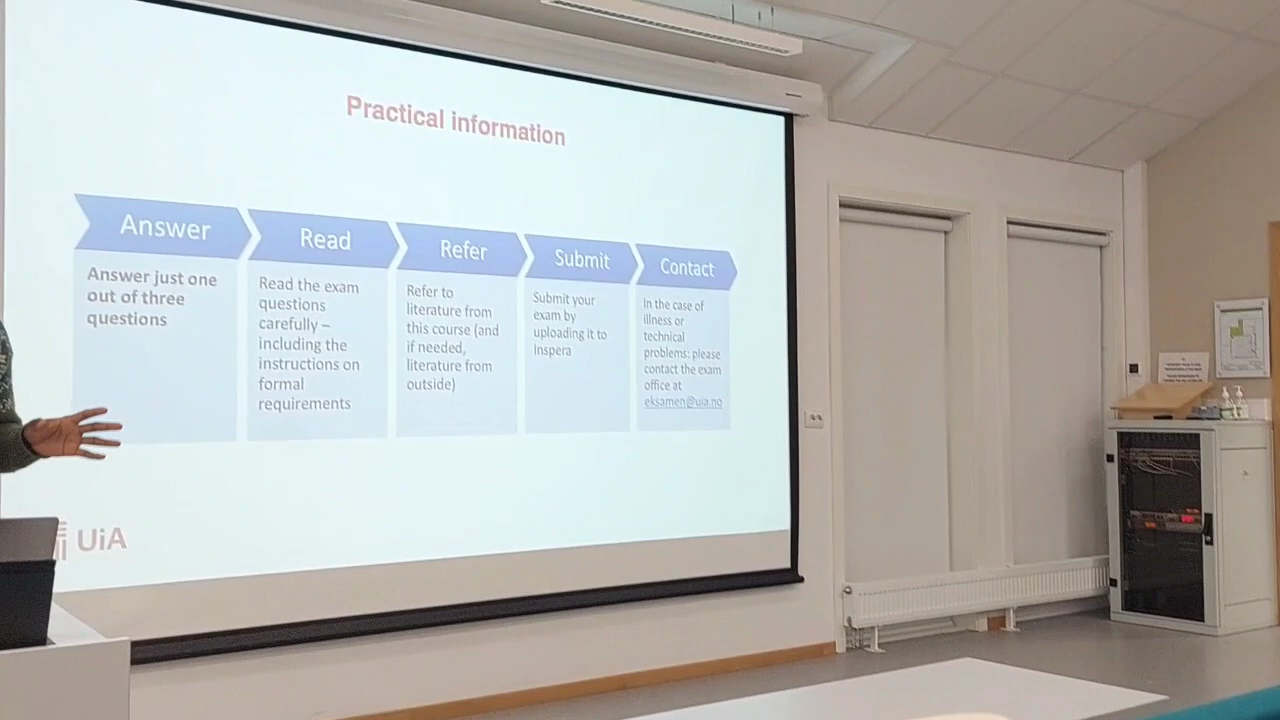 Practical information
Answer
Answer just one
out of three
questions
Read
Read the exam
questions
carefully –
including the
instructions on
formal
requirements
Refer
Refer to
literature from
this course (and
if needed,
literature from
outside)
Submit
Submit your
exam by
uploading it to
Inspera
Contact
In the case of
illness or
technical
problems: please
contact the exam
office at
eksamen@uia.no
UiA